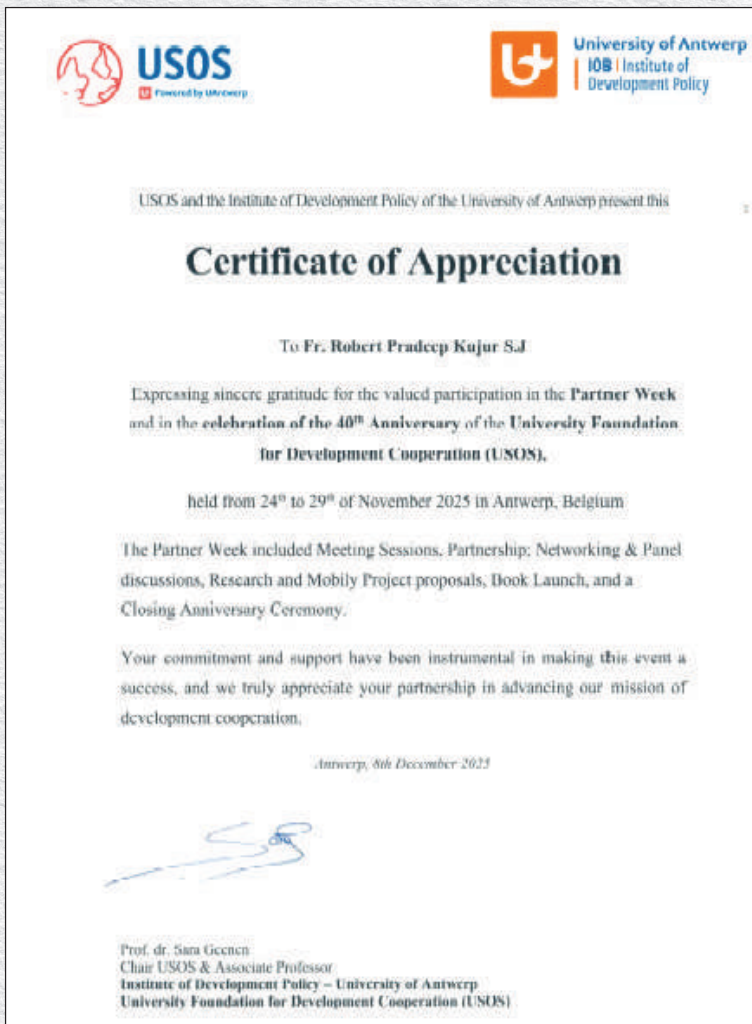 USOS
Powered by UAntwerp
University of Antwerp
IOB | Institute of
Development Policy
USOS and the Institute of Development Policy of the University of Antwerp present this
Certificate of Appreciation
To Fr. Robert Pradeep Kujur S.J
Expressing sincere gratitude for the valued participation in the Partner Week
and in the celebration of the 40th Anniversary of the University Foundation
for Development Cooperation (USOS),
held from 24th to 29th of November 2025 in Antwerp, Belgium
The Partner Week included Meeting Sessions, Partnership; Networking & Panel
discussions, Research and Mobily Project proposals, Book Launch, and a
Closing Anniversary Ceremony.
Your commitment and support have been instrumental in making this event a
success, and we truly appreciate your partnership in advancing our mission of
development cooperation.
Antwerp, 8th December 2025
Prof. dr. Sara Geenen
Chair USOS & Associate Professor
Institute of Development Policy – University of Antwerp
University Foundation for Development Cooperation (USOS)